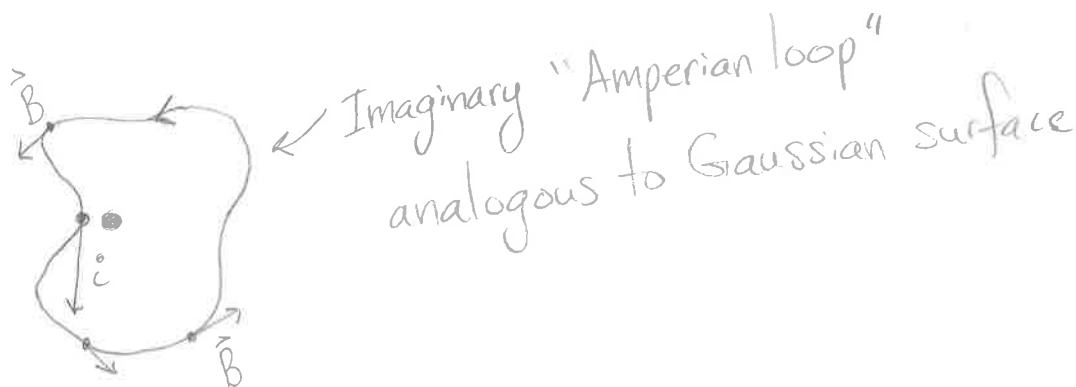 Imaginary "Amperian loop"
analogous to Gaussian surface
B⃗
i
B⃗